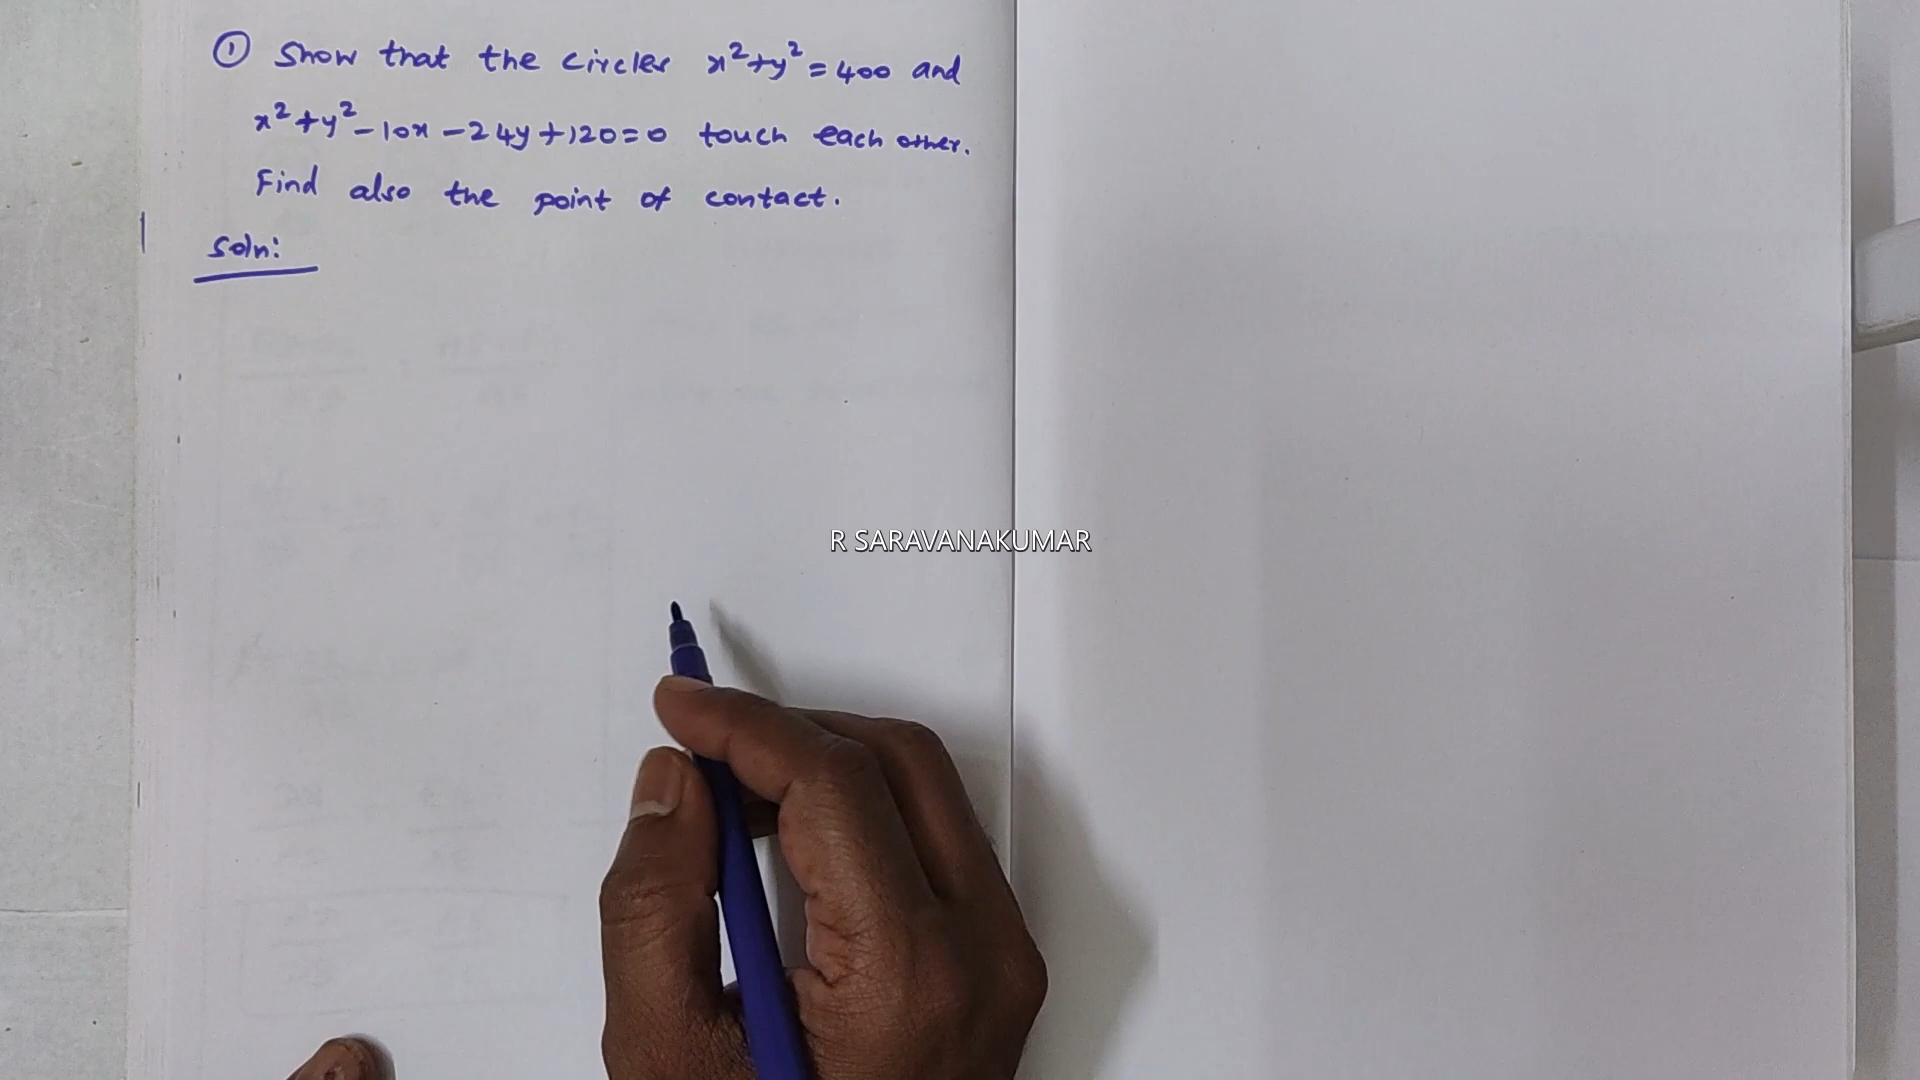 ① Show that the circles x²+y²=400 and
x²+y²-10x-24y+120=0 touch each other.
Find also the point of contact.
Soln:
R SARAVANAKUMAR